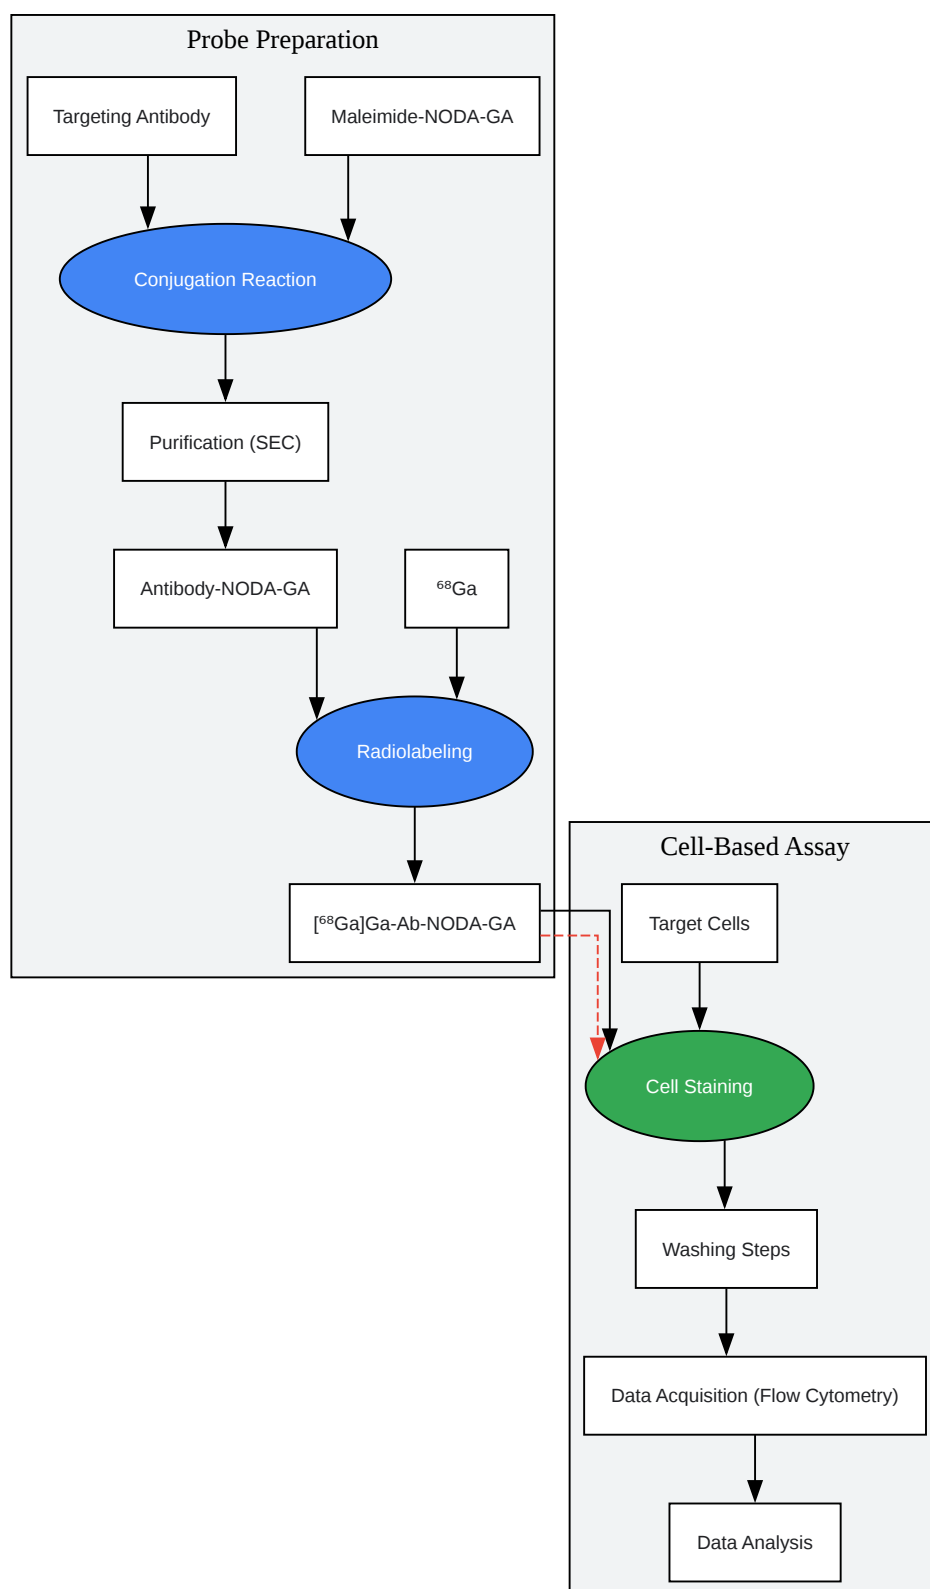 Probe Preparation
Targeting Antibody
Maleimide-NODA-GA
Conjugation Reaction
Purification (SEC)
Antibody-NODA-GA
⁶⁸Ga
Radiolabeling
[⁶⁸Ga]Ga-Ab-NODA-GA
Cell-Based Assay
Target Cells
Cell Staining
Washing Steps
Data Acquisition (Flow Cytometry)
Data Analysis